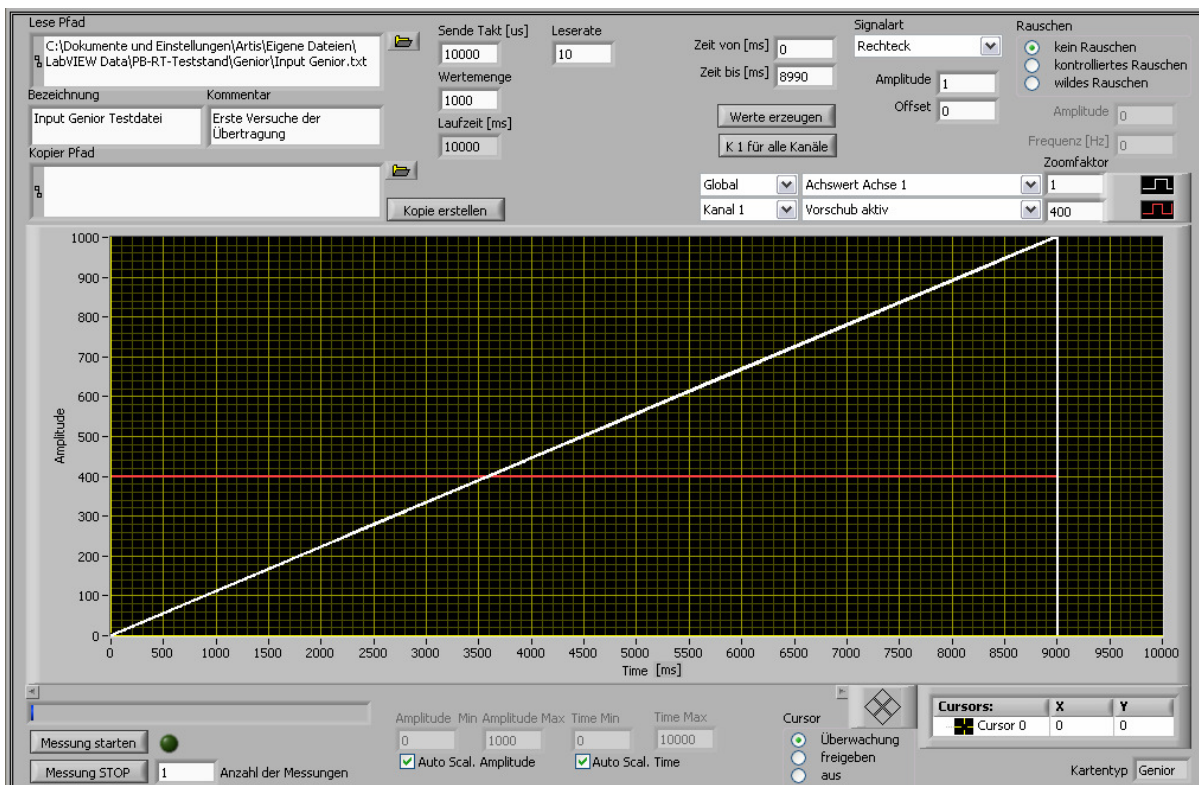 Lese Pfad
C:\Dokumente und Einstellungen\Artis\Eigene Dateien\
LabVIEW Data\PB-RT-Teststand\Genior\Input Genior.txt
Bezeichnung
Input Genior Testdatei
Kommentar
Erste Versuche der
Übertragung
Kopier Pfad
Kopie erstellen
Sende Takt [us]
10000
Leserate
10
Wertemenge
1000
Laufzeit [ms]
10000
Zeit von [ms] 0
Zeit bis [ms] 8990
Werte erzeugen
K 1 für alle Kanäle
Signalart
Rechteck
Amplitude 1
Offset 0
Rauschen
kein Rauschen
kontrolliertes Rauschen
wildes Rauschen
Amplitude 0
Frequenz [Hz] 0
Zoomfaktor
Global Achswert Achse 1 1
Kanal 1 Vorschub aktiv 400
Amplitude
1000
900
800
700
600
500
400
300
200
100
0
0 500 1000 1500 2000 2500 3000 3500 4000 4500 5000 5500 6000 6500 7000 7500 8000 8500 9000 9500 10000
Time [ms]
Messung starten
Messung STOP 1 Anzahl der Messungen
Amplitude Min Amplitude Max Time Min Time Max
0 1000 0 10000
Auto Scal. Amplitude Auto Scal. Time
Cursor
Überwachung
freigeben
aus
Cursors: X Y
Cursor 0 0 0
Kartentyp Genior